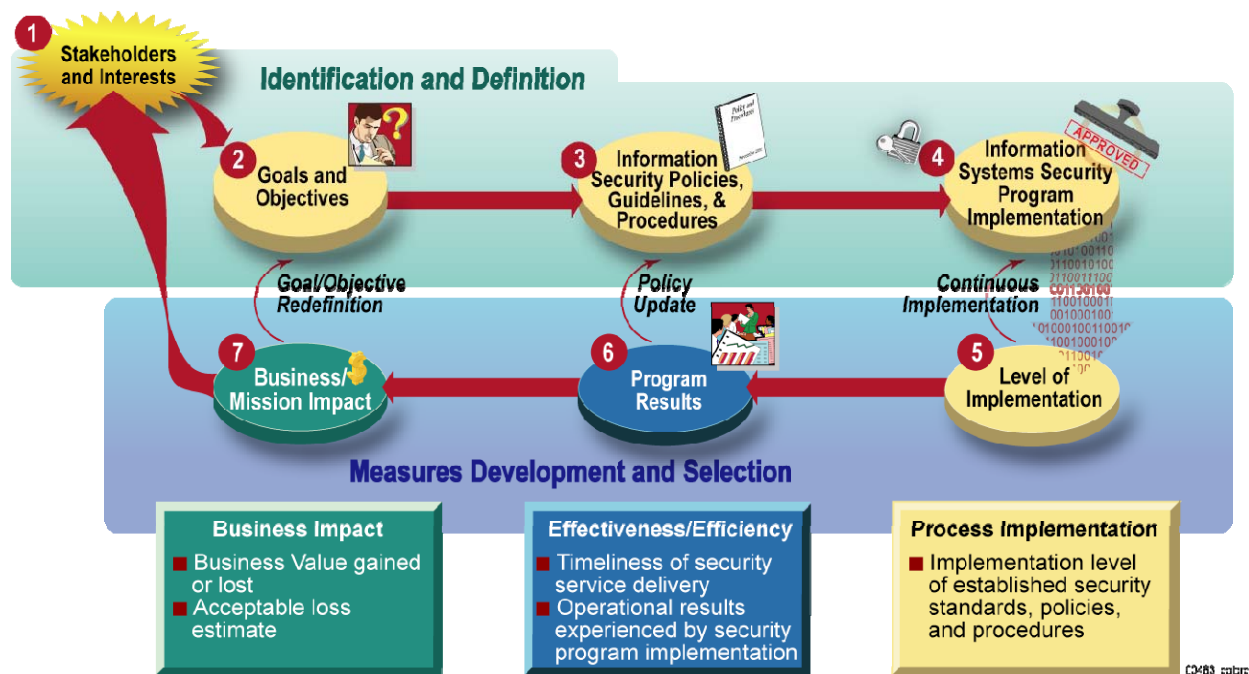 1
Stakeholders
and Interests
Identification and Definition
2
Goals and
Objectives
3
Information
Security Policies,
Guidelines, &
Procedures
Policy and
Procedures
4
Information
Systems Security
Program
Implementation
APPROVED
Goal/Objective
Redefinition
Policy
Update
Continuous
Implementation
7
Business/
Mission Impact
6
Program
Results
5
Level of
Implementation
Measures Development and Selection
Business Impact
■ Business Value gained
or lost
■ Acceptable loss
estimate
Effectiveness/Efficiency
■ Timeliness of security
service delivery
■ Operational results
experienced by security
program implementation
Process Implementation
■ Implementation level
of established security
standards, policies,
and procedures